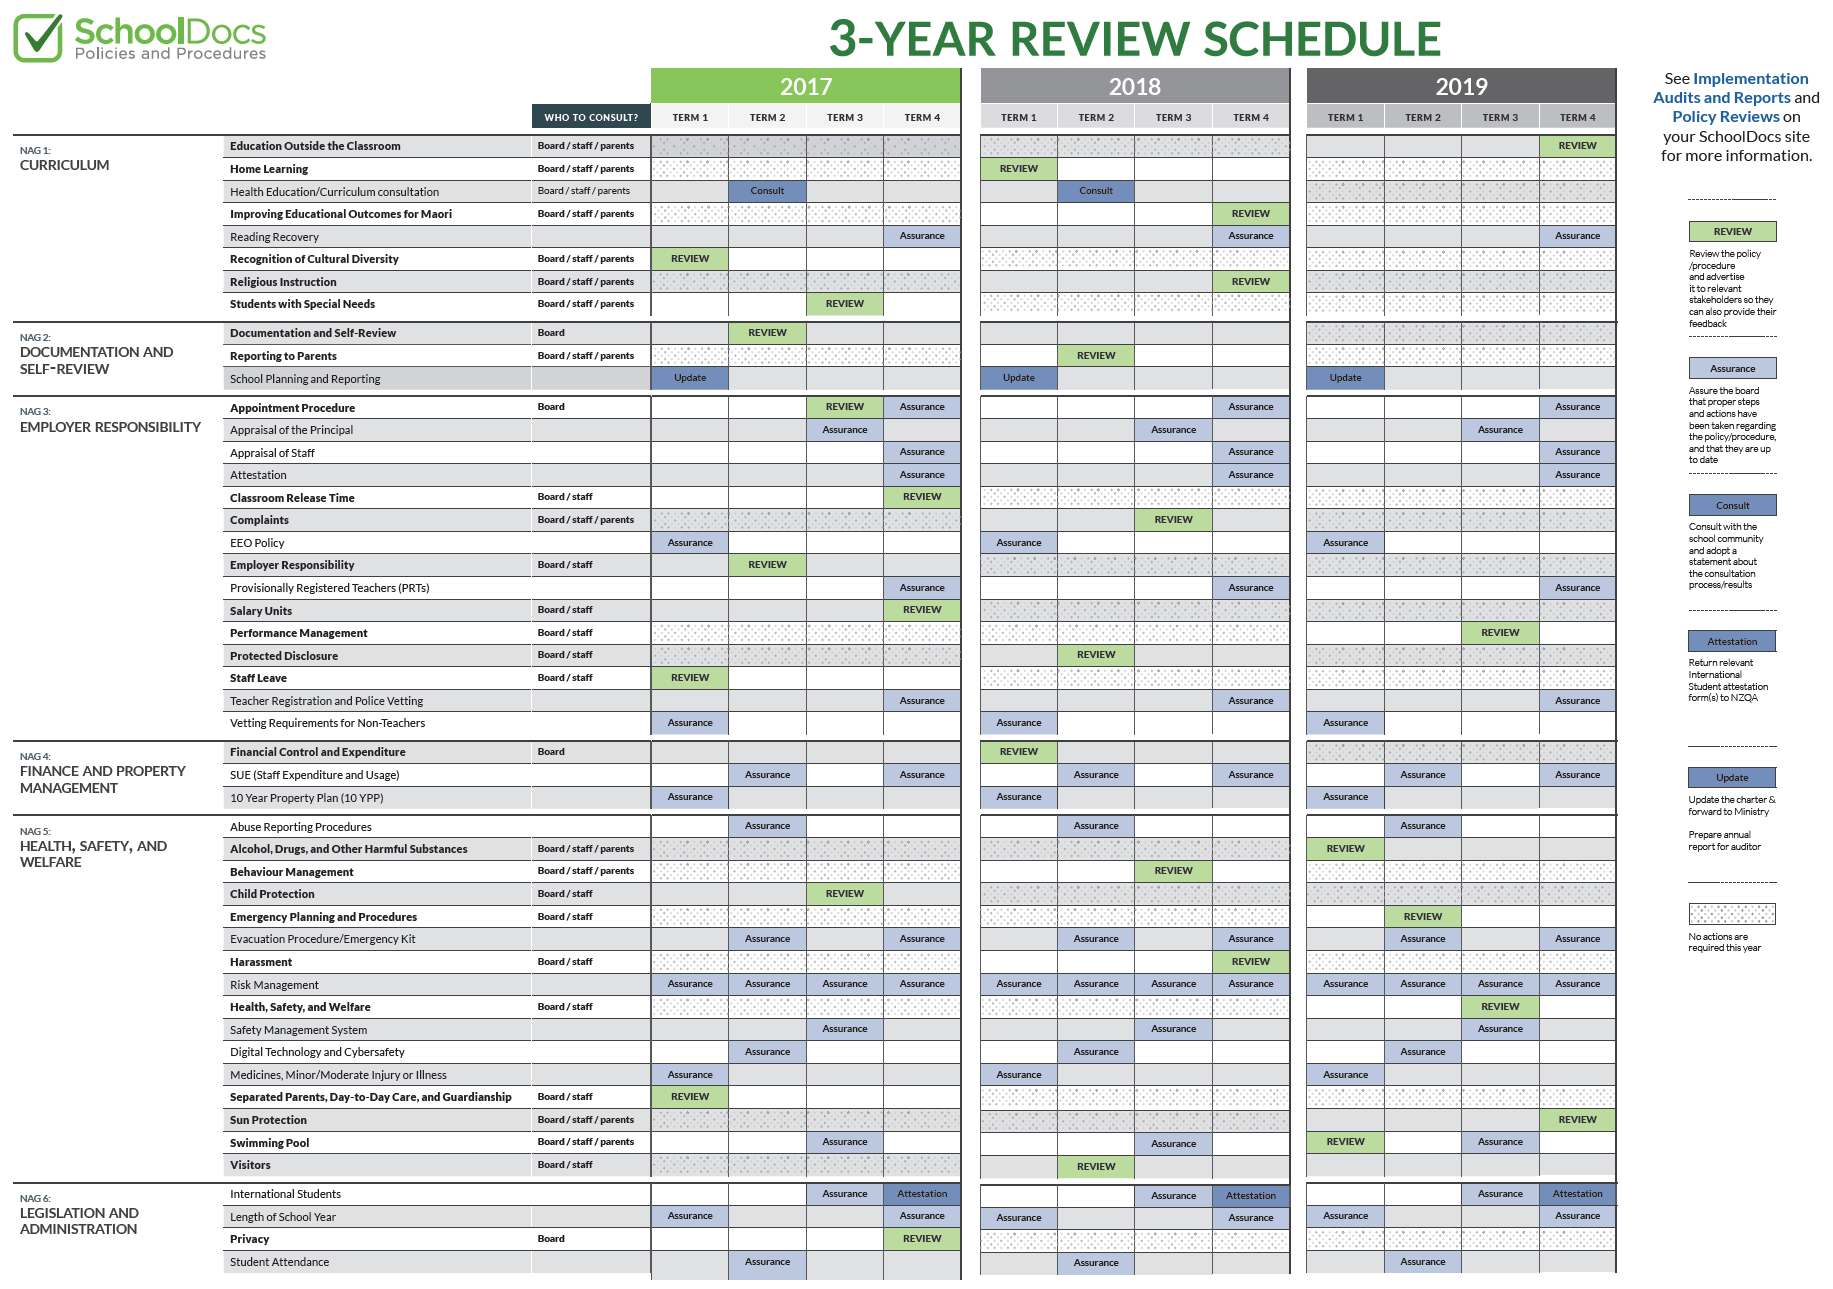 SchoolDocs
Policies and Procedures
3-YEAR REVIEW SCHEDULE
2017 2018 2019
WHO TO CONSULT? TERM 1 TERM 2 TERM 3 TERM 4 TERM 1 TERM 2 TERM 3 TERM 4 TERM 1 TERM 2 TERM 3 TERM 4
NAG 1:
CURRICULUM
Education Outside the Classroom Board / staff / parents REVIEW
Home Learning Board / staff / parents REVIEW
Health Education/Curriculum consultation Board / staff / parents Consult Consult
Improving Educational Outcomes for Maori Board / staff / parents REVIEW
Reading Recovery Assurance Assurance Assurance
Recognition of Cultural Diversity Board / staff / parents REVIEW
Religious Instruction Board / staff / parents REVIEW
Students with Special Needs Board / staff / parents REVIEW
NAG 2:
DOCUMENTATION AND
SELF-REVIEW
Documentation and Self-Review Board REVIEW
Reporting to Parents Board / staff / parents REVIEW
School Planning and Reporting Update Update Update
NAG 3:
EMPLOYER RESPONSIBILITY
Appointment Procedure Board REVIEW Assurance Assurance Assurance
Appraisal of the Principal Assurance Assurance Assurance
Appraisal of Staff Assurance Assurance Assurance
Attestation Assurance Assurance Assurance
Classroom Release Time Board / staff REVIEW
Complaints Board / staff / parents REVIEW
EEO Policy Assurance Assurance Assurance
Employer Responsibility Board / staff REVIEW
Provisionally Registered Teachers (PRTs) Assurance Assurance Assurance
Salary Units Board / staff REVIEW
Performance Management Board / staff REVIEW
Protected Disclosure Board / staff REVIEW
Staff Leave Board / staff REVIEW
Teacher Registration and Police Vetting Assurance Assurance Assurance
Vetting Requirements for Non-Teachers Assurance Assurance Assurance
NAG 4:
FINANCE AND PROPERTY
MANAGEMENT
Financial Control and Expenditure Board REVIEW
SUE (Staff Expenditure and Usage) Assurance Assurance Assurance Assurance Assurance Assurance
10 Year Property Plan (10 YPP) Assurance Assurance Assurance
NAG 5:
HEALTH, SAFETY, AND
WELFARE
Abuse Reporting Procedures Assurance Assurance Assurance
Alcohol, Drugs, and Other Harmful Substances Board / staff / parents REVIEW
Behaviour Management Board / staff / parents REVIEW
Child Protection Board / staff REVIEW
Emergency Planning and Procedures Board / staff REVIEW
Evacuation Procedure/Emergency Kit Assurance Assurance Assurance Assurance Assurance Assurance
Harassment Board / staff REVIEW
Risk Management Assurance Assurance Assurance Assurance Assurance Assurance Assurance Assurance Assurance Assurance Assurance Assurance
Health, Safety, and Welfare Board / staff REVIEW
Safety Management System Assurance Assurance Assurance
Digital Technology and Cybersafety Assurance Assurance Assurance
Medicines, Minor/Moderate Injury or Illness Assurance Assurance Assurance
Separated Parents, Day-to-Day Care, and Guardianship Board / staff REVIEW
Sun Protection Board / staff / parents REVIEW
Swimming Pool Board / staff / parents Assurance Assurance REVIEW Assurance
Visitors Board / staff REVIEW
NAG 6:
LEGISLATION AND
ADMINISTRATION
International Students Assurance Attestation Assurance Attestation Assurance Attestation
Length of School Year Assurance Assurance Assurance Assurance Assurance Assurance
Privacy Board REVIEW
Student Attendance Assurance Assurance Assurance
See Implementation
Audits and Reports and
Policy Reviews on
your SchoolDocs site
for more information.
REVIEW
Review the policy
/procedure
and advertise
it to relevant
stakeholders so they
can also provide their
feedback
Assurance
Assure the board
that proper steps
and actions have
been taken regarding
the policy/procedure,
and that they are up
to date
Consult
Consult with the
school community
and adopt a
statement about
the consultation
process/results
Attestation
Return relevant
International
Student attestation
form(s) to NZQA
Update
Update the charter &
forward to Ministry
Prepare annual
report for auditor
No actions are
required this year